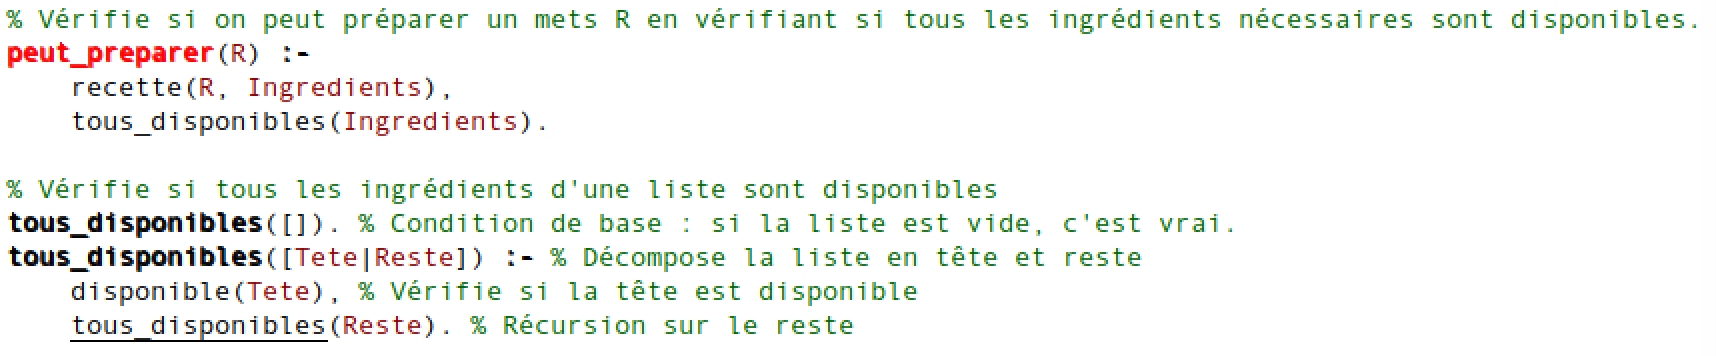 % Vérifie si on peut préparer un mets R en vérifiant si tous les ingrédients nécessaires sont disponibles.
peut_preparer(R) :-
    recette(R, Ingredients),
    tous_disponibles(Ingredients).

% Vérifie si tous les ingrédients d'une liste sont disponibles
tous_disponibles([]). % Condition de base : si la liste est vide, c'est vrai.
tous_disponibles([Tete|Reste]) :- % Décompose la liste en tête et reste
    disponible(Tete), % Vérifie si la tête est disponible
    tous_disponibles(Reste). % Récursion sur le reste